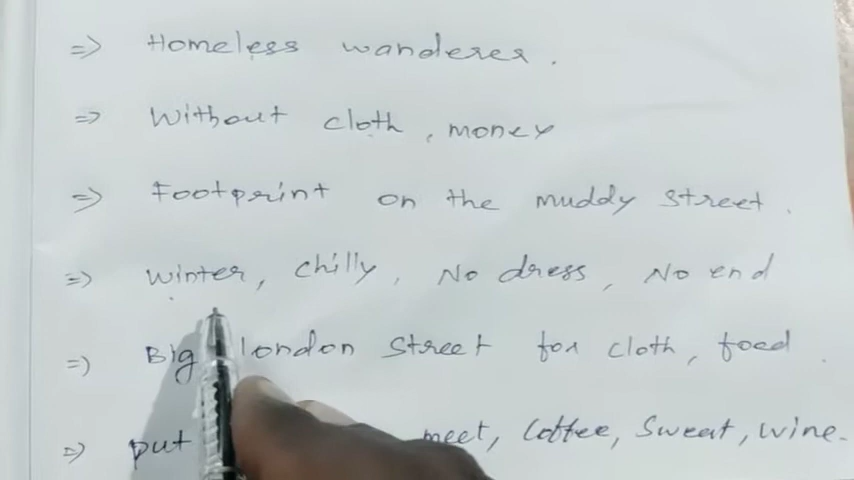 => Homeless wanderer.
=> Without cloth, money
=> Footprint on the muddy street.
=> Winter, chilly, No dress, No end
=> Big london Street for cloth, food.
=> put meet, Coffee, Sweat, wine.